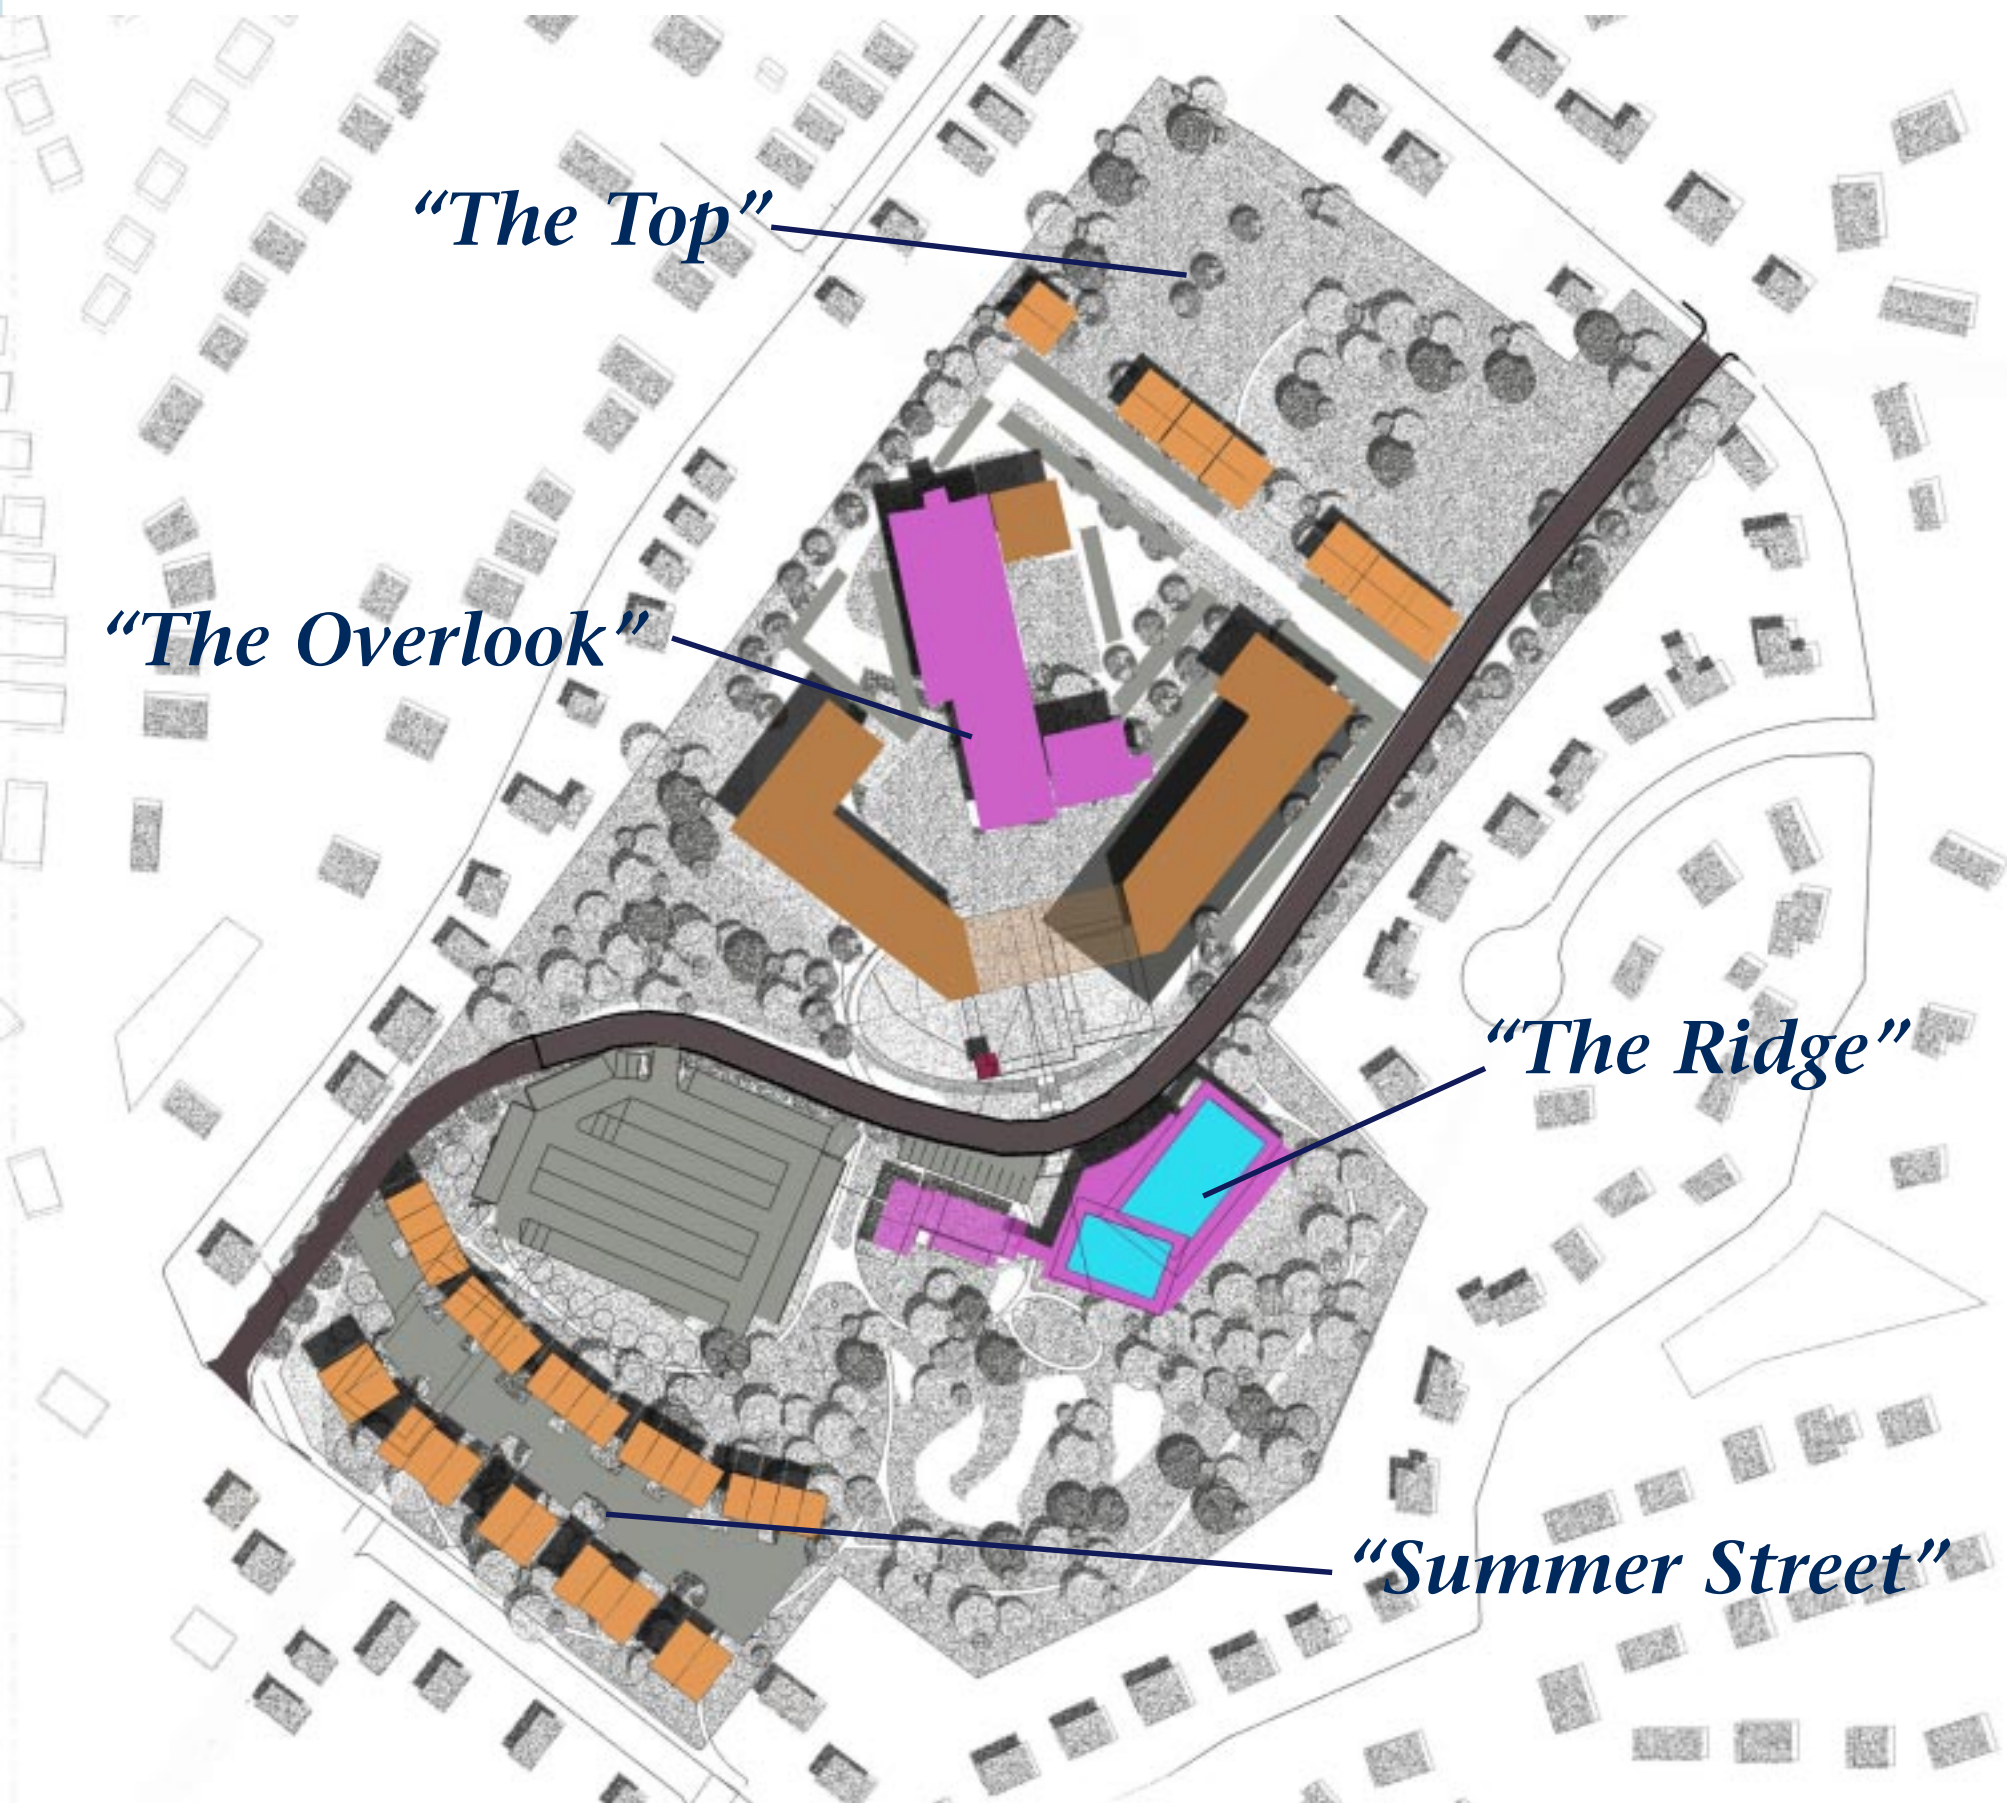 “The Top”
“The Overlook”
“The Ridge”
“Summer Street”